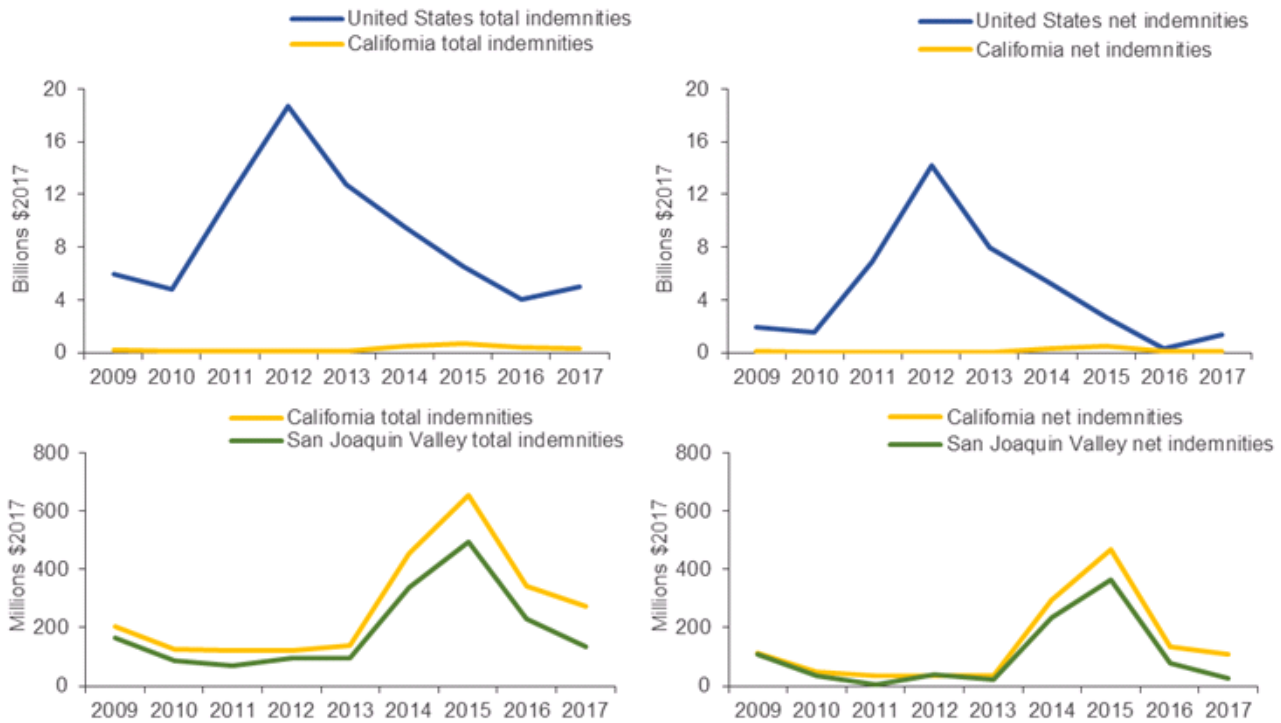 United States total indemnities
California total indemnities
20
16
12
8
4
0
Billions $2017
2009 2010 2011 2012 2013 2014 2015 2016 2017
United States net indemnities
California net indemnities
20
16
12
8
4
0
Billions $2017
2009 2010 2011 2012 2013 2014 2015 2016 2017
California total indemnities
San Joaquin Valley total indemnities
800
600
400
200
0
Millions $2017
2009 2010 2011 2012 2013 2014 2015 2016 2017
California net indemnities
San Joaquin Valley net indemnities
800
600
400
200
0
Millions $2017
2009 2010 2011 2012 2013 2014 2015 2016 2017